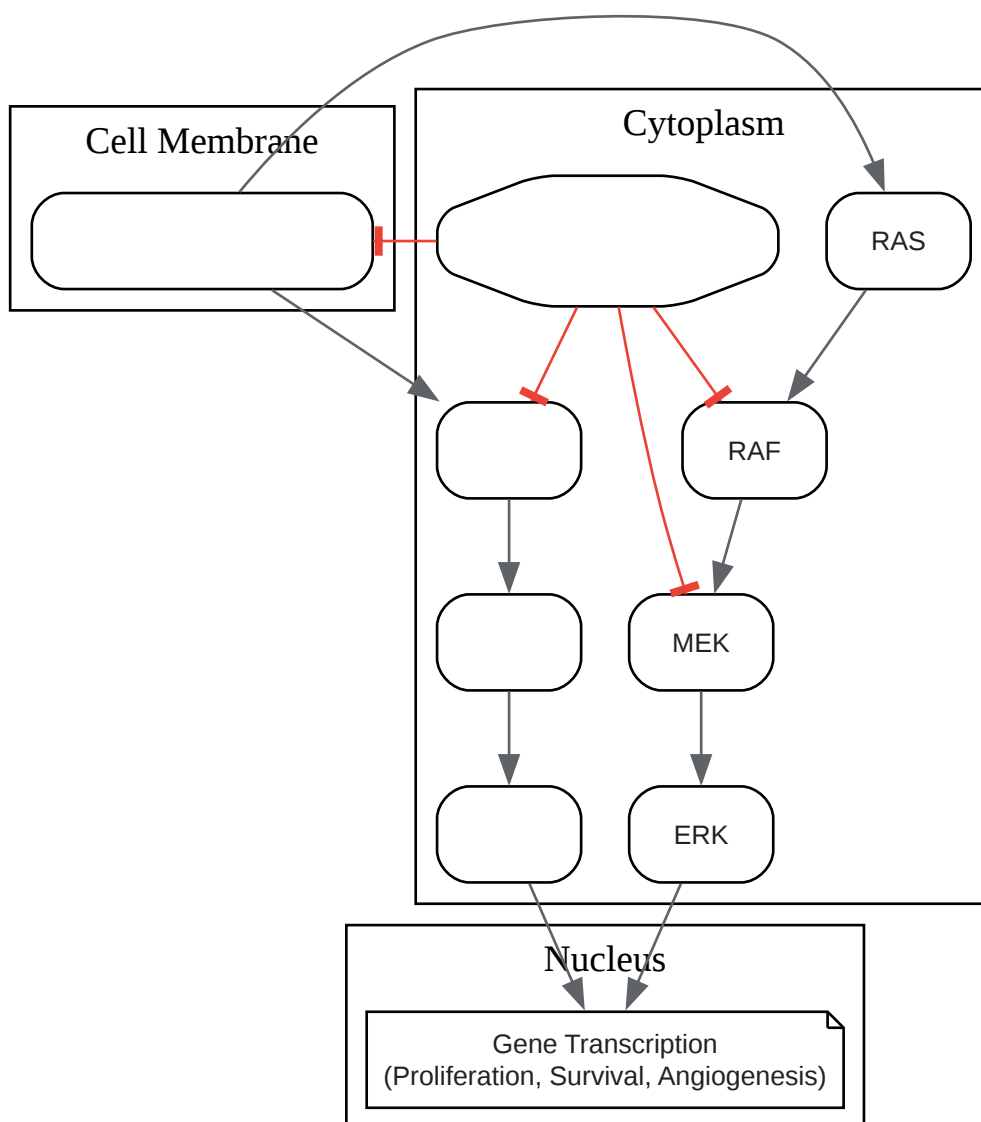 Cell Membrane
Cytoplasm
RAS
RAF
MEK
ERK
Nucleus
Gene Transcription
(Proliferation, Survival, Angiogenesis)